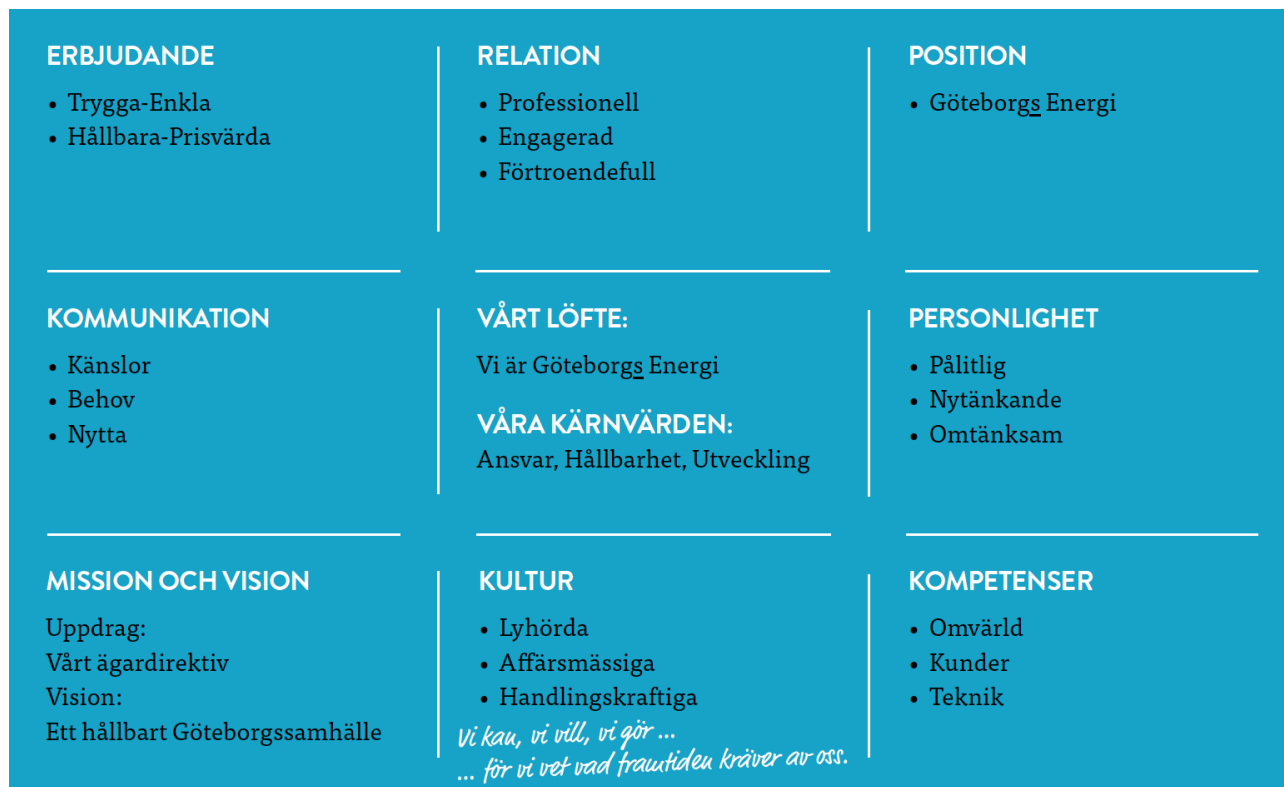 ERBJUDANDE
• Trygga-Enkla
• Hållbara-Prisvärda
RELATION
• Professionell
• Engagerad
• Förtroendefull
POSITION
• Göteborgs Energi
KOMMUNIKATION
• Känslor
• Behov
• Nytta
VÅRT LÖFTE:
Vi är Göteborgs Energi
VÅRA KÄRNVÄRDEN:
Ansvar, Hållbarhet, Utveckling
PERSONLIGHET
• Pålitlig
• Nytänkande
• Omtänksam
MISSION OCH VISION
Uppdrag:
Vårt ägardirektiv
Vision:
Ett hållbart Göteborgssamhälle
KULTUR
• Lyhörda
• Affärsmässiga
• Handlingskraftiga
Vi kan, vi vill, vi gör ...
... för vi vet vad framtiden kräver av oss.
KOMPETENSER
• Omvärld
• Kunder
• Teknik